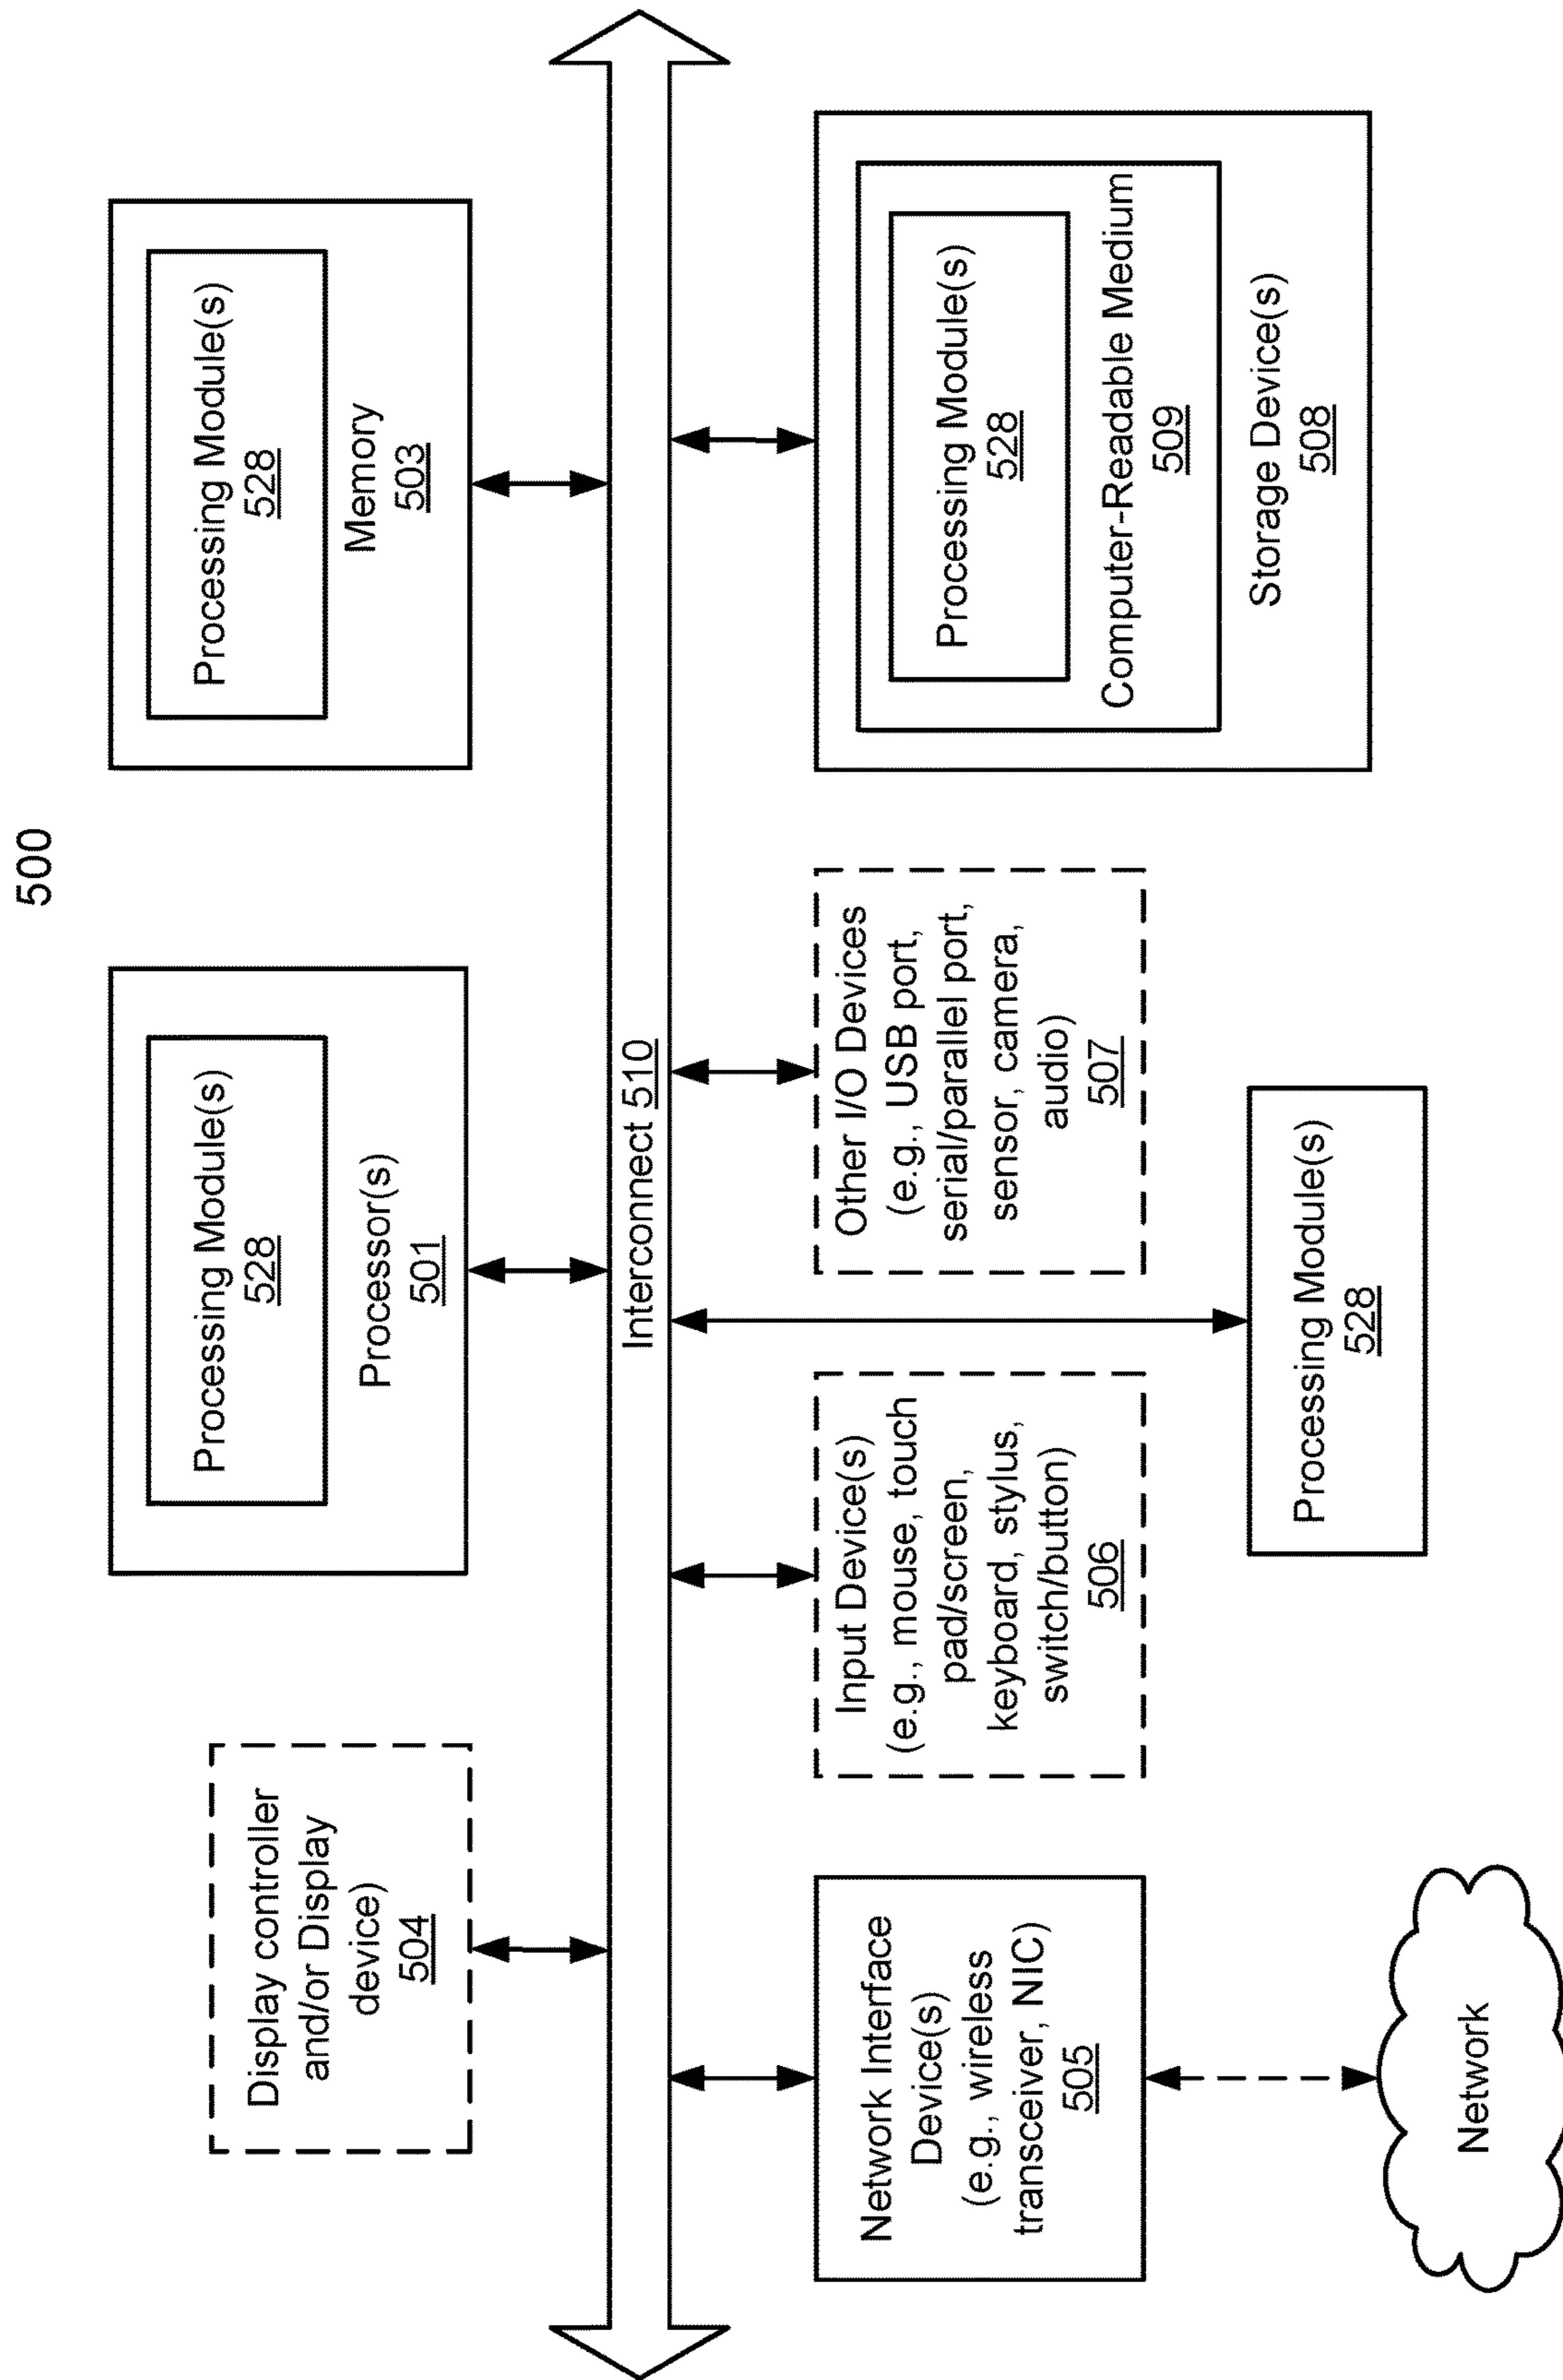 500
Display controller
and/or Display
device)
504
Processing Module(s)
528
Processor(s)
501
Processing Module(s)
528
Memory
503
Interconnect 510
Network Interface
Device(s)
(e.g., wireless
transceiver, NIC)
505
Input Device(s)
(e.g., mouse, touch
pad/screen,
keyboard, stylus,
switch/button)
506
Other I/O Devices
(e.g., USB port,
serial/parallel port,
sensor, camera,
audio)
507
Processing Module(s)
528
Computer-Readable Medium
509
Storage Device(s)
508
Processing Module(s)
528
Network